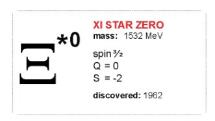 Ξ*0
XI STAR ZERO
mass: 1532 MeV
spin 3/2
Q = 0
S = -2
discovered: 1962